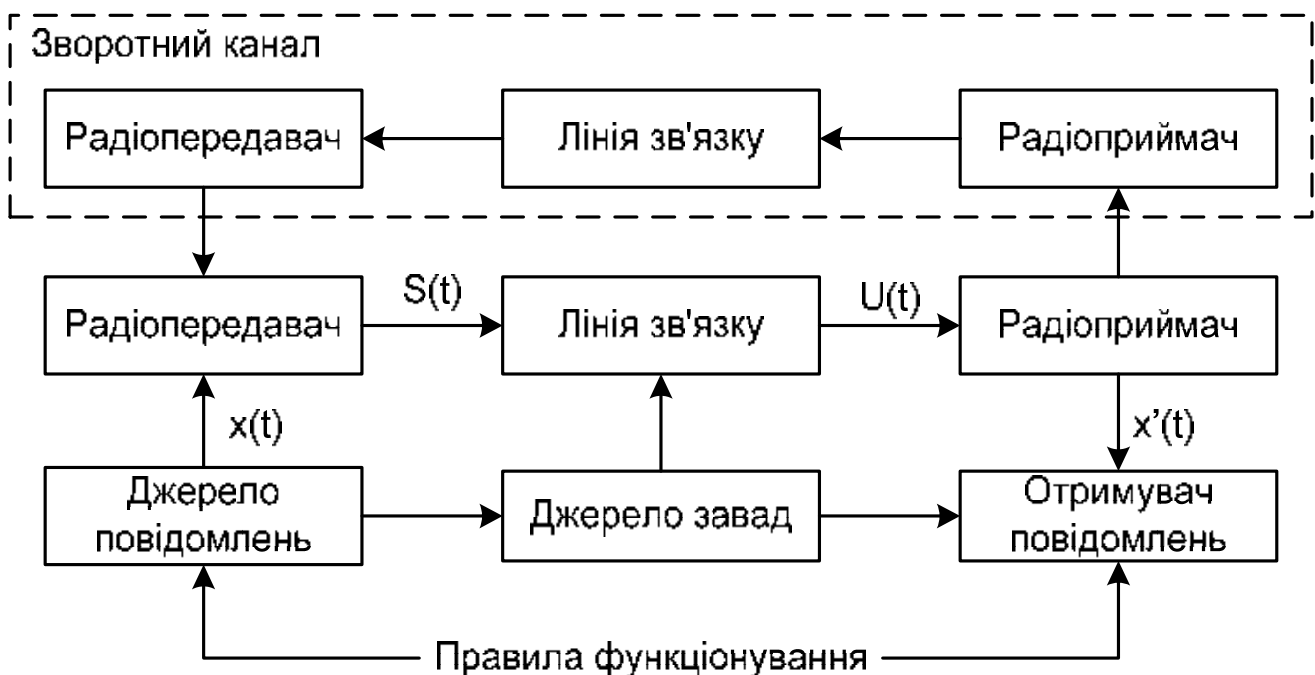 Зворотний канал
Радіопередавач
Лінія зв'язку
Радіоприймач
Радіопередавач
S(t)
Лінія зв'язку
U(t)
Радіоприймач
x(t)
x’(t)
Джерело
повідомлень
Джерело завад
Отримувач
повідомлень
Правила функціонування